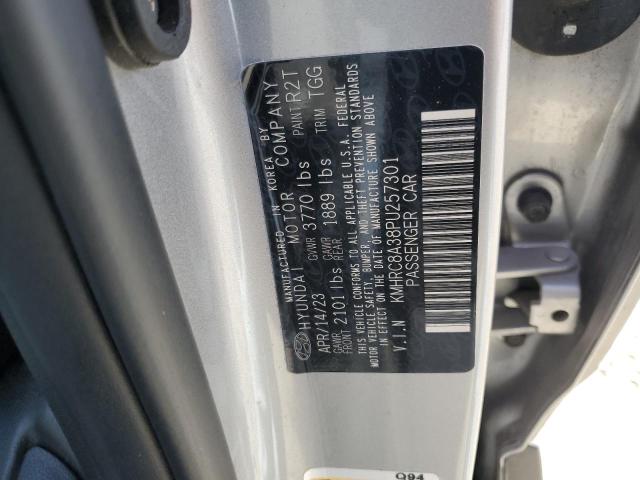 MANUFACTURED IN KOREA BY
HYUNDAI MOTOR COMPANY
APR/14/23 GVWR 3770 lbs PAINT R2T
GAWR FRONT 2101 lbs GAWR REAR 1889 lbs TRIM TGG
THIS VEHICLE CONFORMS TO ALL APPLICABLE U.S.A. FEDERAL
MOTOR VEHICLE SAFETY, BUMPER, AND THEFT PREVENTION STANDARDS
IN EFFECT ON THE DATE OF MANUFACTURE SHOWN ABOVE
V.I.N KMHRC8A38PU257301
PASSENGER CAR
Q94